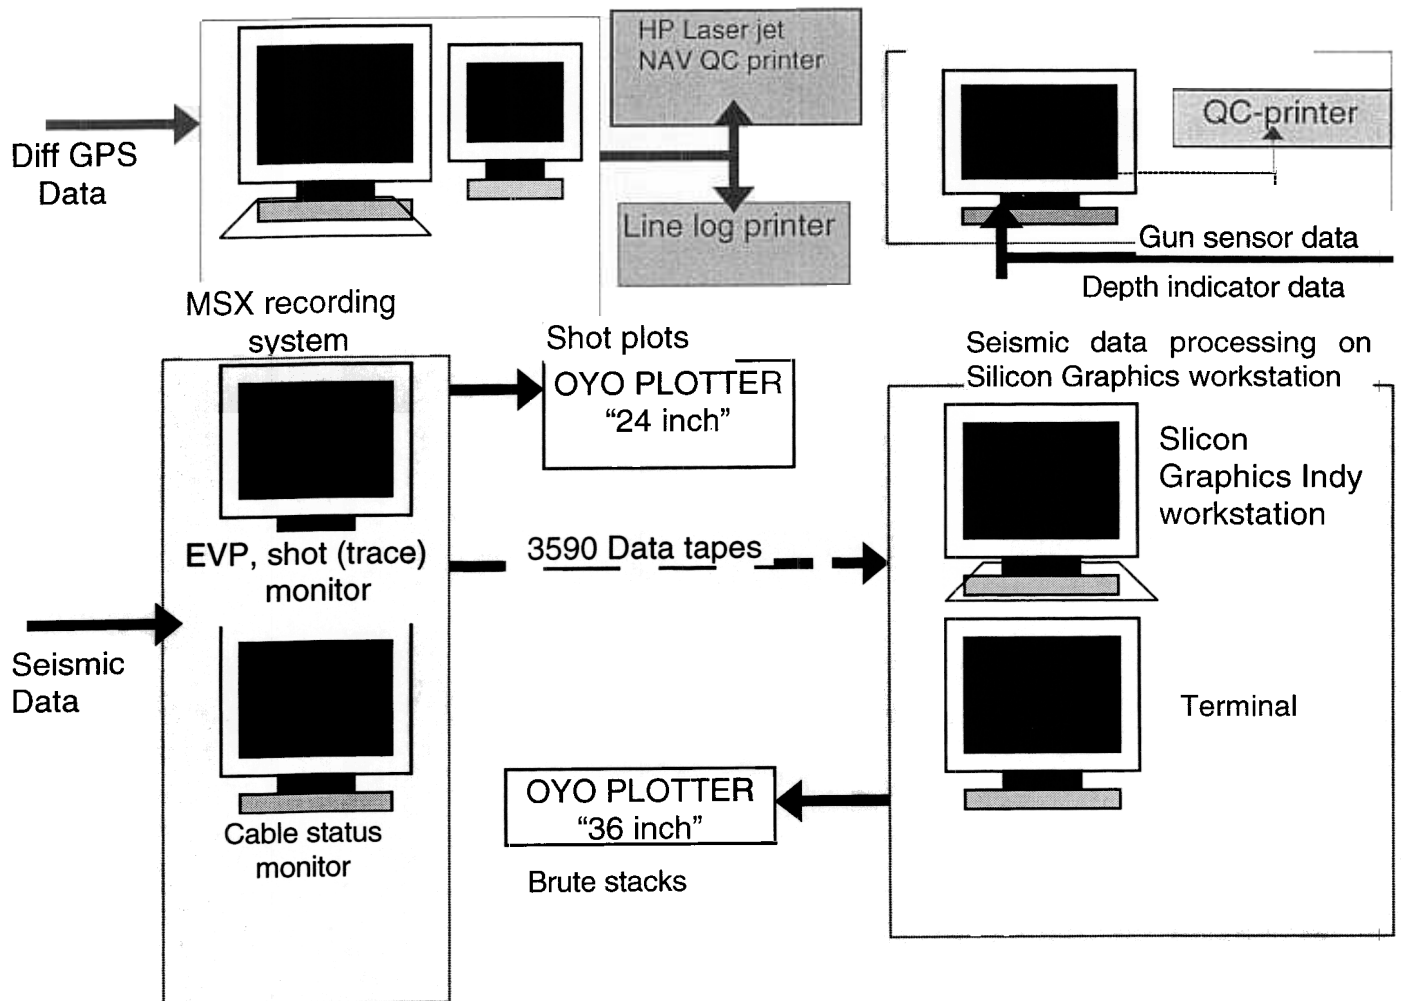 HP Laser jet
NAV QC printer
QC-printer
Diff GPS
Data
Line log printer
Gun sensor data
Depth indicator data
MSX recording
system
Shot plots
OYO PLOTTER
“24 inch”
Seismic data processing on
Silicon Graphics workstation
Slicon
Graphics Indy
workstation
EVP, shot (trace)
monitor
3590 Data tapes
Seismic
Data
Terminal
OYO PLOTTER
“36 inch”
Cable status
monitor
Brute stacks